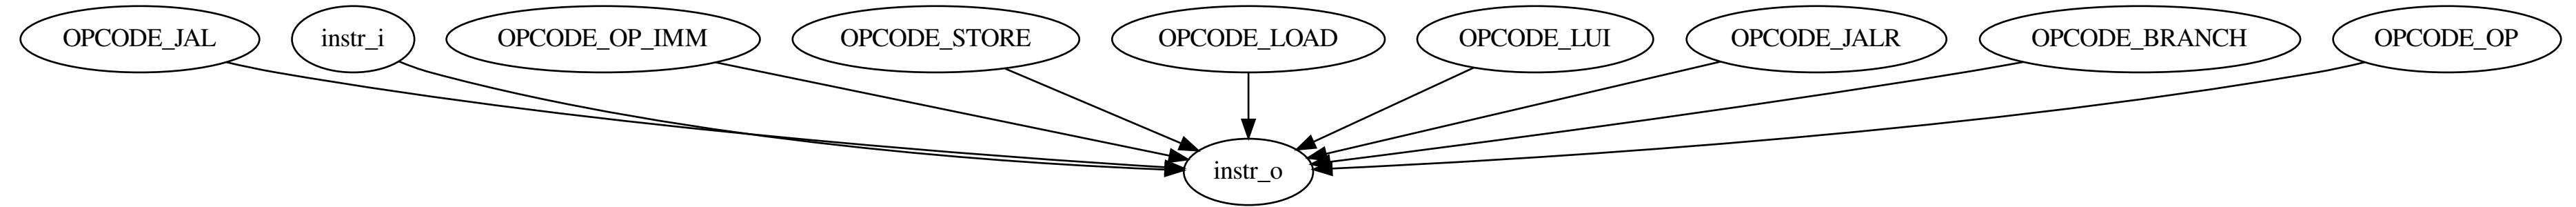 OPCODE_JAL
instr_i
OPCODE_OP_IMM
OPCODE_STORE
OPCODE_LOAD
OPCODE_LUI
OPCODE_JALR
OPCODE_BRANCH
OPCODE_OP
instr_o